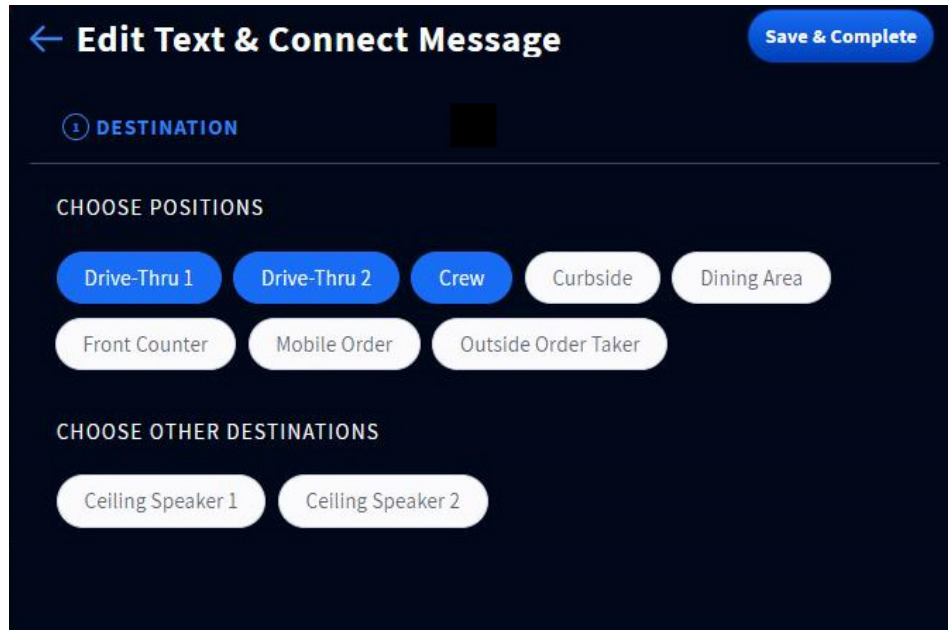 ← Edit Text & Connect Message Save & Complete
1 DESTINATION
CHOOSE POSITIONS
Drive-Thru 1 Drive-Thru 2 Crew Curbside Dining Area
Front Counter Mobile Order Outside Order Taker
CHOOSE OTHER DESTINATIONS
Ceiling Speaker 1 Ceiling Speaker 2